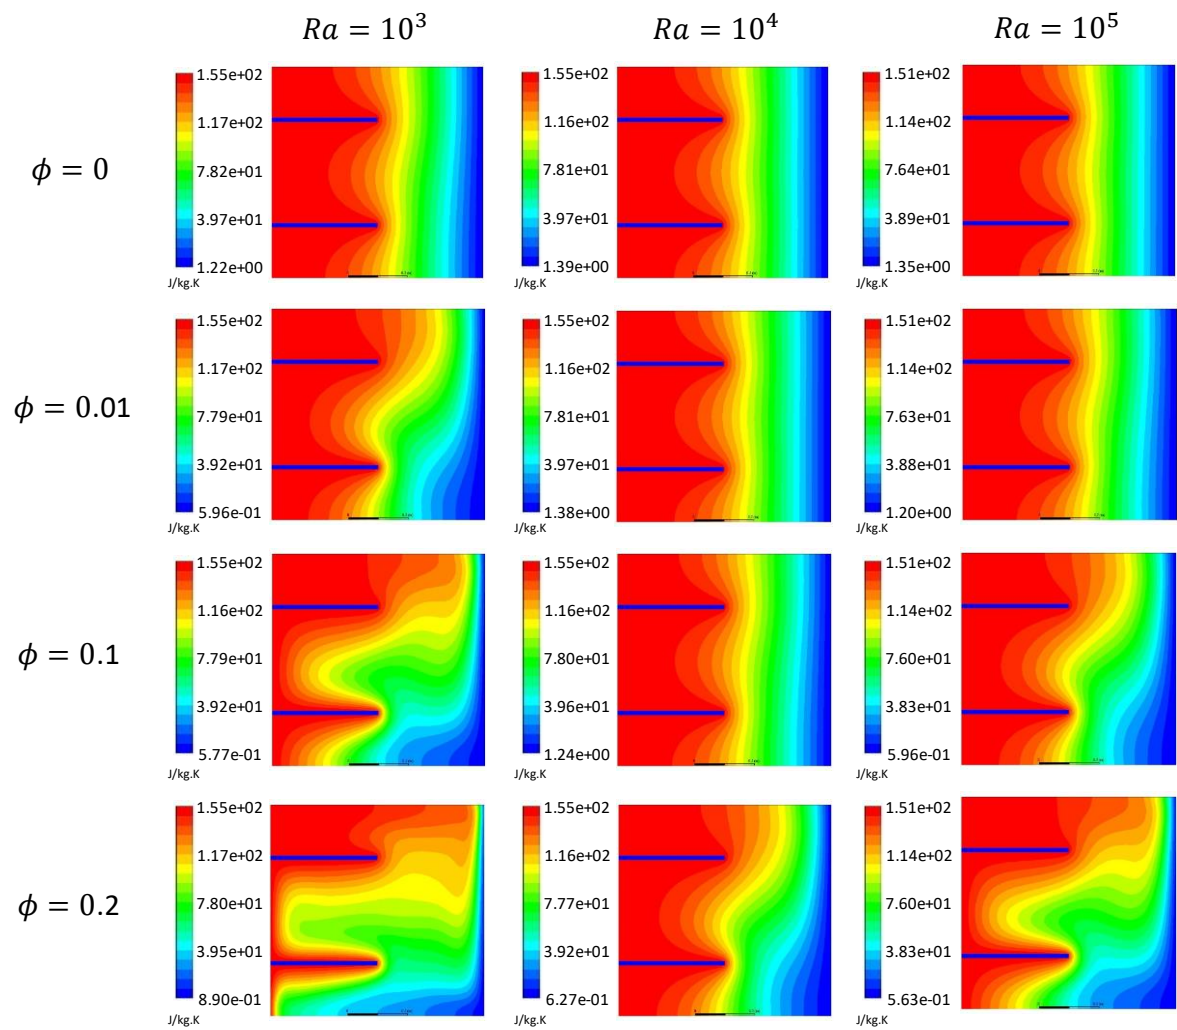 Ra = 10³ Ra = 10⁴ Ra = 10⁵
ϕ = 0
1.55e+02
1.17e+02
7.82e+01
3.97e+01
1.22e+00
J/kg.K
1.55e+02
1.16e+02
7.81e+01
3.97e+01
1.39e+00
J/kg.K
1.51e+02
1.14e+02
7.64e+01
3.89e+01
1.35e+00
J/kg.K
ϕ = 0.01
1.55e+02
1.17e+02
7.79e+01
3.92e+01
5.96e-01
J/kg.K
1.55e+02
1.16e+02
7.81e+01
3.97e+01
1.38e+00
J/kg.K
1.51e+02
1.14e+02
7.63e+01
3.88e+01
1.20e+00
J/kg.K
ϕ = 0.1
1.55e+02
1.16e+02
7.79e+01
3.92e+01
5.77e-01
J/kg.K
1.55e+02
1.16e+02
7.80e+01
3.96e+01
1.24e+00
J/kg.K
1.51e+02
1.14e+02
7.60e+01
3.83e+01
5.96e-01
J/kg.K
ϕ = 0.2
1.55e+02
1.17e+02
7.80e+01
3.95e+01
8.90e-01
J/kg.K
1.55e+02
1.16e+02
7.77e+01
3.92e+01
6.27e-01
J/kg.K
1.51e+02
1.14e+02
7.60e+01
3.83e+01
5.63e-01
J/kg.K